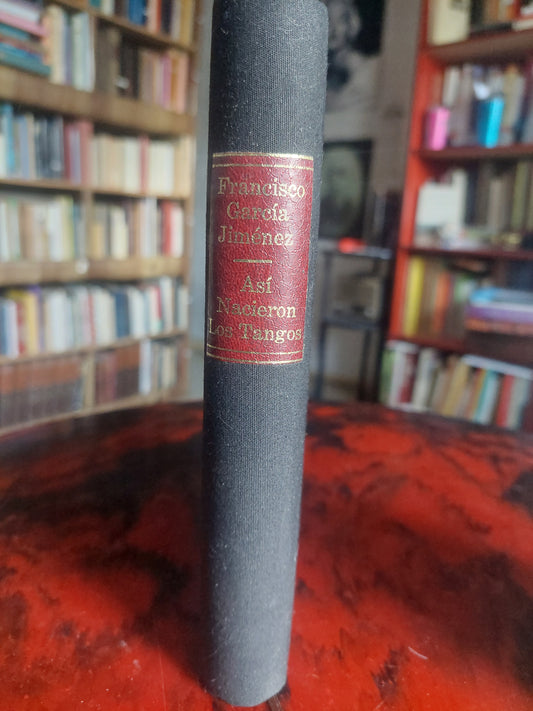 Francisco
García
Jiménez
Así
Nacieron
Los Tangos